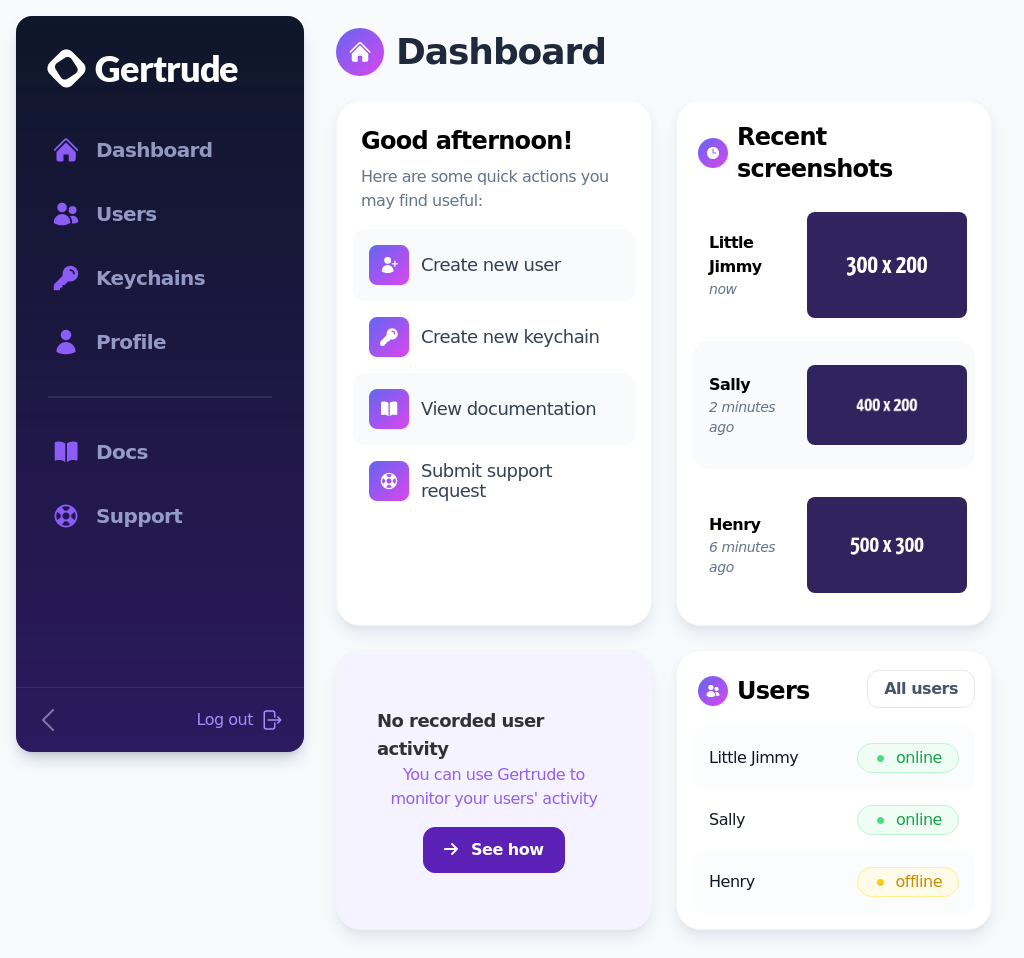 Gertrude
Dashboard
Users
Keychains
Profile
Docs
Support
Log out
Dashboard
Good afternoon!
Here are some quick actions you
may find useful:
Create new user
Create new keychain
View documentation
Submit support
request
Recent
screenshots
Little
Jimmy
now
300 x 200
Sally
2 minutes
ago
400 x 200
Henry
6 minutes
ago
500 x 300
No recorded user
activity
You can use Gertrude to
monitor your users' activity
See how
Users
All users
Little Jimmy
online
Sally
online
Henry
offline